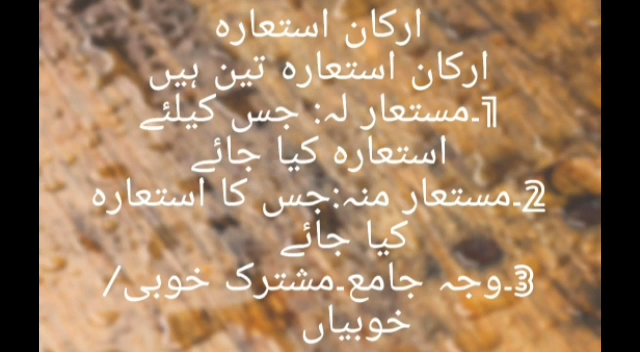 ارکان استعارہ
ارکان استعارہ تین ہیں
1۔مستعار لہ: جس کیلئے
استعارہ کیا جائے
2۔مستعار منہ:جس کا استعارہ
کیا جائے
3۔وجہ جامع۔مشترک خوبی/
خوبیاں